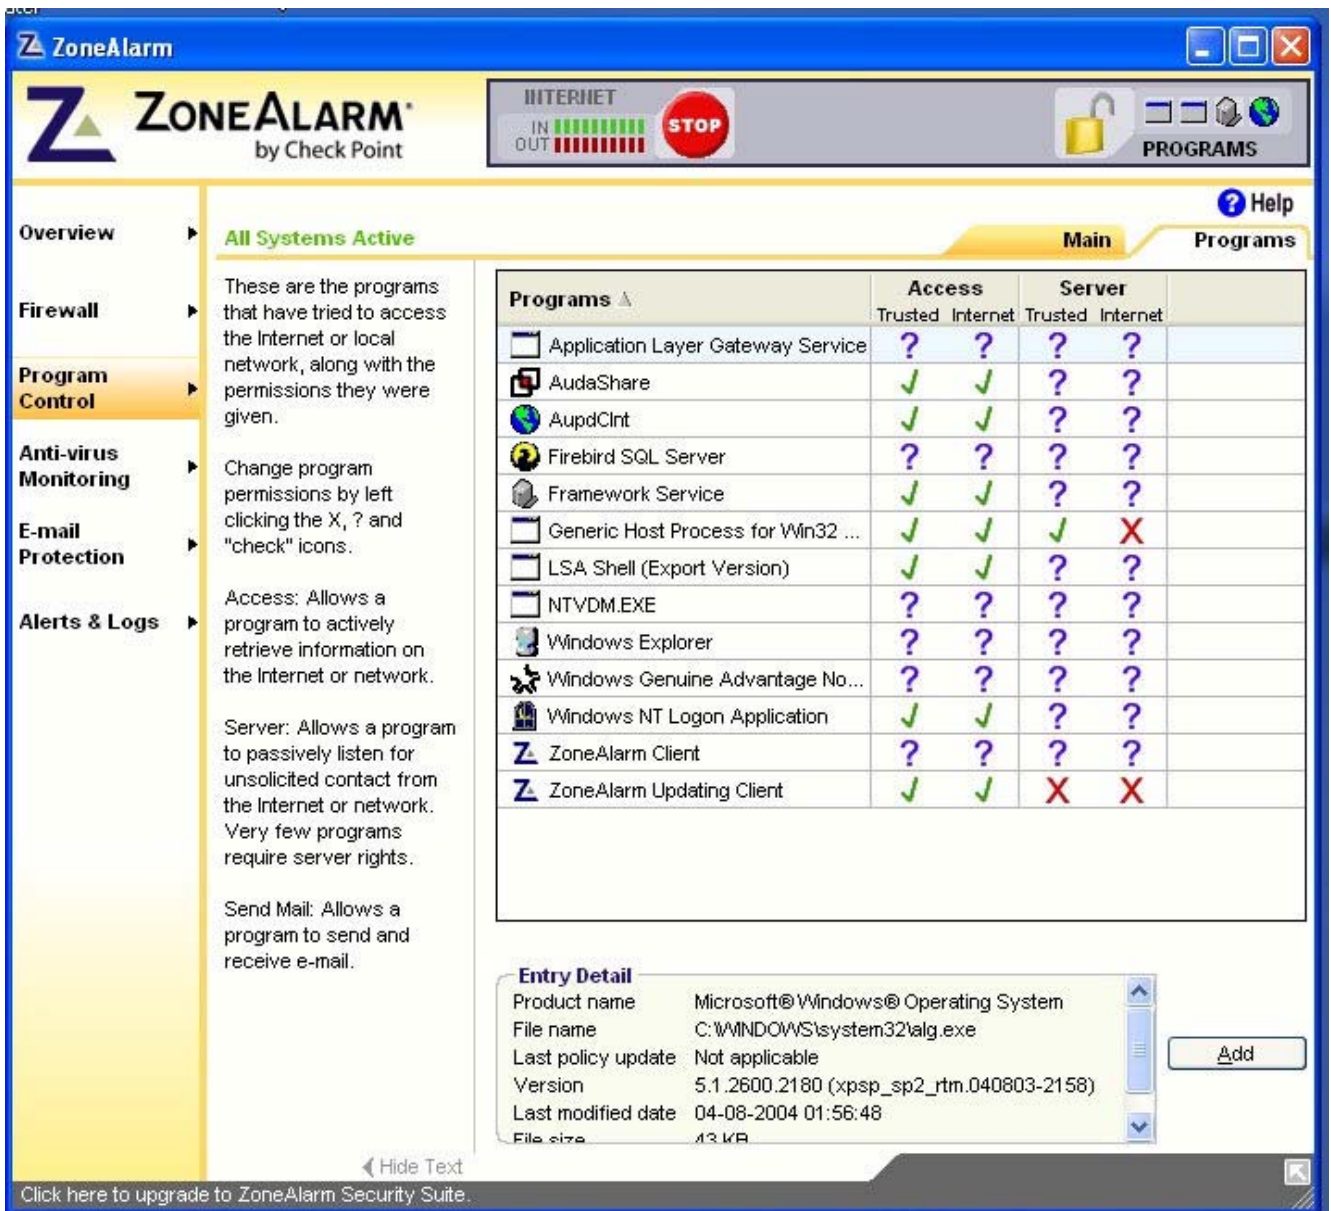 ZoneAlarm
ZONEALARM
by Check Point
INTERNET
IN
OUT
STOP
PROGRAMS
Help
Overview
Firewall
Program
Control
Anti-virus
Monitoring
E-mail
Protection
Alerts & Logs
All Systems Active
Main
Programs
These are the programs
that have tried to access
the Internet or local
network, along with the
permissions they were
given.
Change program
permissions by left
clicking the X, ? and
"check" icons.
Access: Allows a
program to actively
retrieve information on
the Internet or network.
Server: Allows a program
to passively listen for
unsolicited contact from
the Internet or network.
Very few programs
require server rights.
Send Mail: Allows a
program to send and
receive e-mail.
Programs Access Server
Trusted Internet Trusted Internet
Application Layer Gateway Service ? ? ? ?
AudaShare ? ?
AupdClnt ? ?
Firebird SQL Server ? ? ? ?
Framework Service ? ?
Generic Host Process for Win32 ... X
LSA Shell (Export Version) ? ?
NTVDM.EXE ? ? ? ?
Windows Explorer ? ? ? ?
Windows Genuine Advantage No... ? ? ? ?
Windows NT Logon Application ? ?
ZoneAlarm Client ? ? ? ?
ZoneAlarm Updating Client X X
Entry Detail
Product name Microsoft® Windows® Operating System
File name C:\WINDOWS\system32\alg.exe
Last policy update Not applicable
Version 5.1.2600.2180 (xpsp_sp2_rtm.040803-2158)
Last modified date 04-08-2004 01:56:48
File size 43 KB
Add
Hide Text
Click here to upgrade to ZoneAlarm Security Suite.